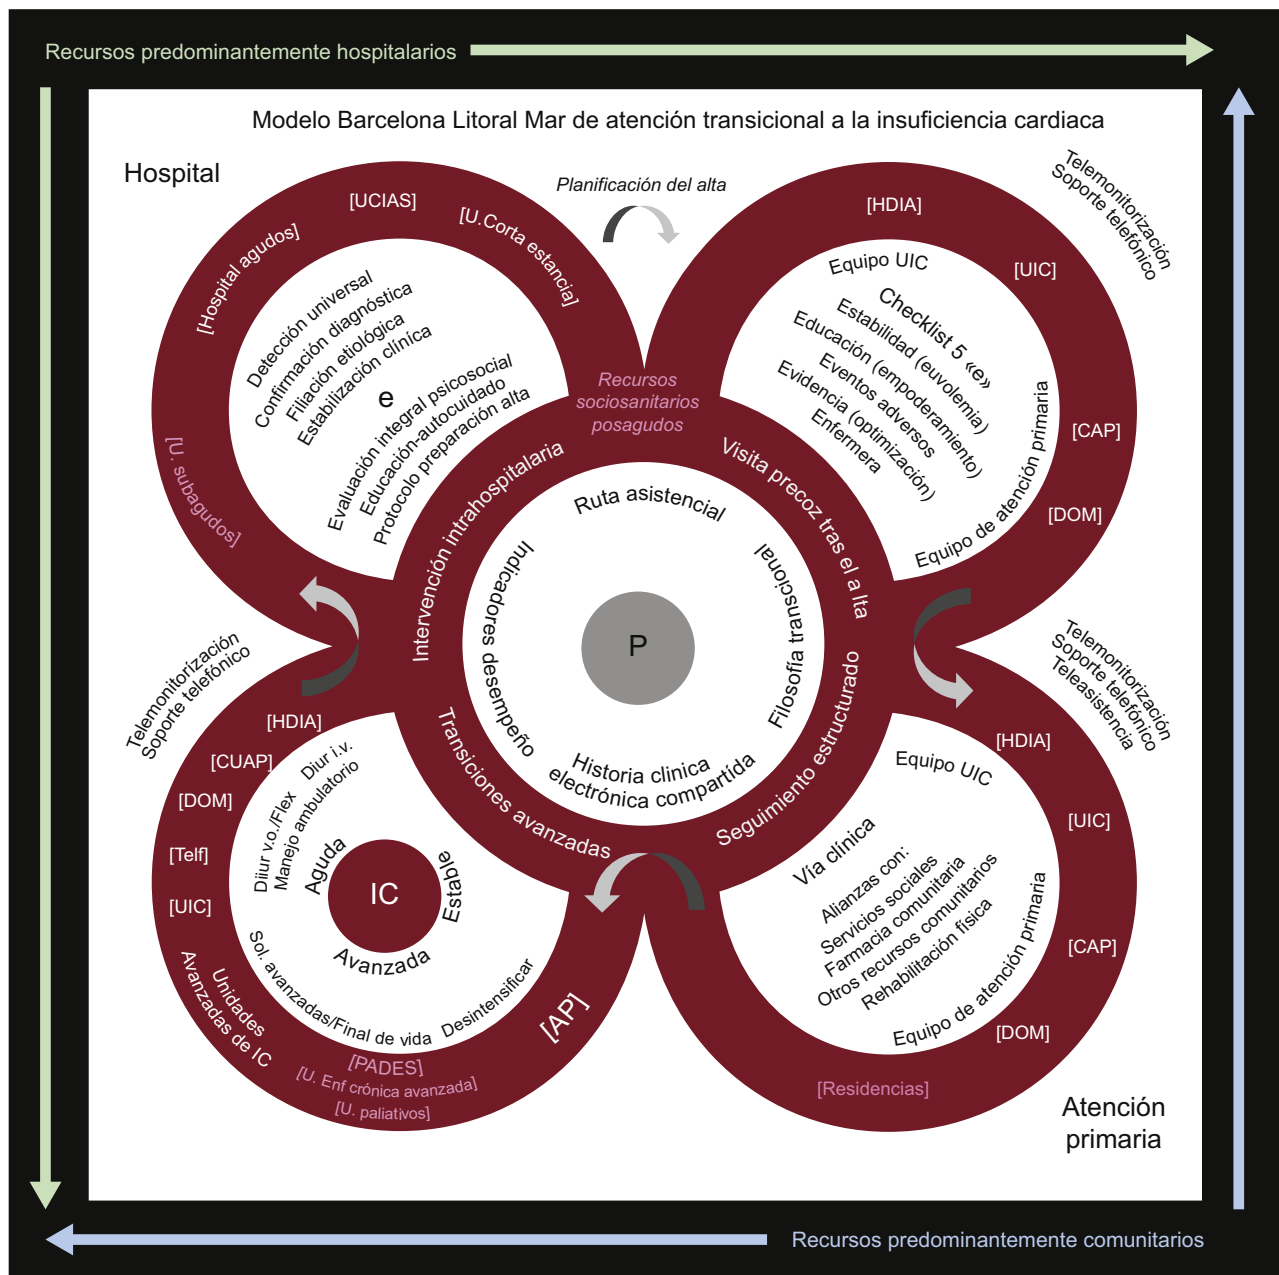 Recursos predominantemente hospitalarios
Modelo Barcelona Litoral Mar de atención transicional a la insuficiencia cardiaca
Hospital
Planificación del alta
Telemonitorización
Soporte telefónico
[U. subagudos]
[Hospital agudos]
[UCIAS]
[U.Corta estancia]
Detección universal
Confirmación diagnóstica
Filiación etiológica
Estabilización clínica
e
Evaluación integral psicosocial
Educación-autocuidado
Protocolo preparación alta
Recursos
sociosanitarios
posagudos
[HDIA]
[UIC]
[CAP]
[DOM]
Equipo UIC
Checklist 5 «e»
Estabilidad (euvolemia)
Educación (empoderamiento)
Eventos adversos
Evidencia (optimización)
Enfermera
Equipo de atención primaria
Intervención intrahospitalaria
Visita precoz tras el a lta
Seguimiento estructurado
Transiciones avanzadas
Ruta asistencial
Filosofía transcional
Historia clinica
electrónica compartída
Indicadores desempeño
P
Telemonitorízación
Soporte telefónico
Telemonitorización
Soporte telefónico
Teleasistencia
[HDIA]
[CUAP]
[DOM]
[Telf]
[UIC]
Unidades
Avanzadas de IC
[PADES]
[U. Enf crónica avanzada]
[U. paliativos]
[AP]
Diur i.v.
Diiur v.o./Flex
Manejo ambulatorio
Aguda
Estable
Avanzada
IC
Sol. avanzadas/Final de vida
Desintensificar
[HDIA]
[UIC]
[CAP]
[DOM]
[Residencias]
Equipo UIC
Vía clínica
Alianzas con:
Servicios sociales
Farmacia comunitaria
Otros recursos comunitarios
Rehabilitación física
Equipo de atención primaria
Atención
primaria
Recursos predominantemente comunitarios